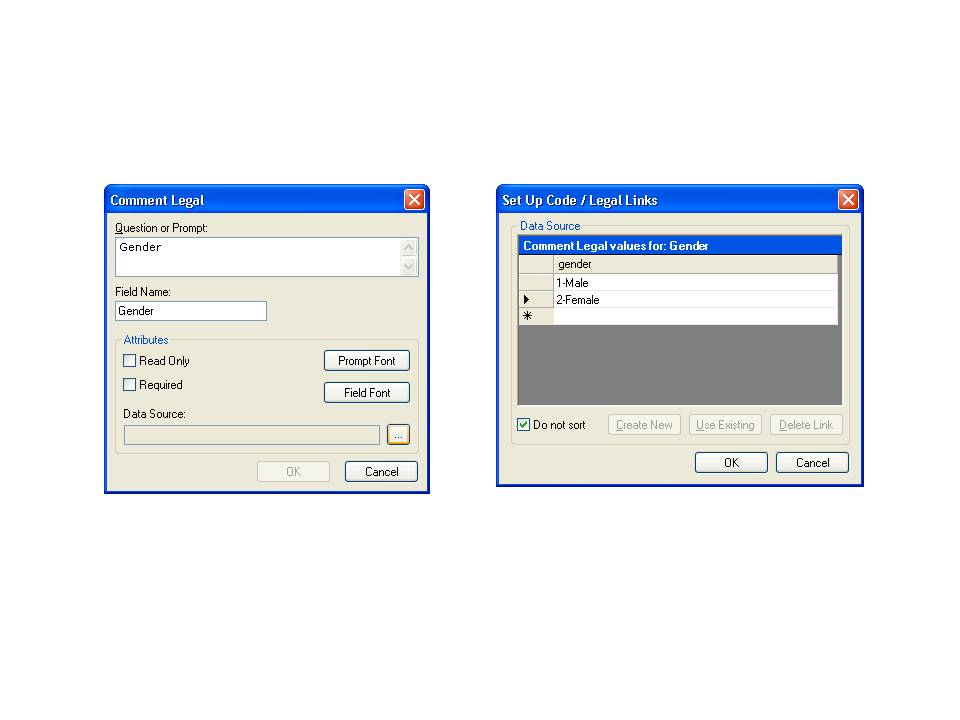 Comment Legal
Question or Prompt:
Gender
Field Name:
Gender
Attributes
Read Only
Prompt Font
Required
Field Font
Data Source:
...
OK
Cancel
Set Up Code / Legal Links
Data Source
Comment Legal values for: Gender
gender
1-Male
2-Female
Do not sort
Create New
Use Existing
Delete Link
OK
Cancel